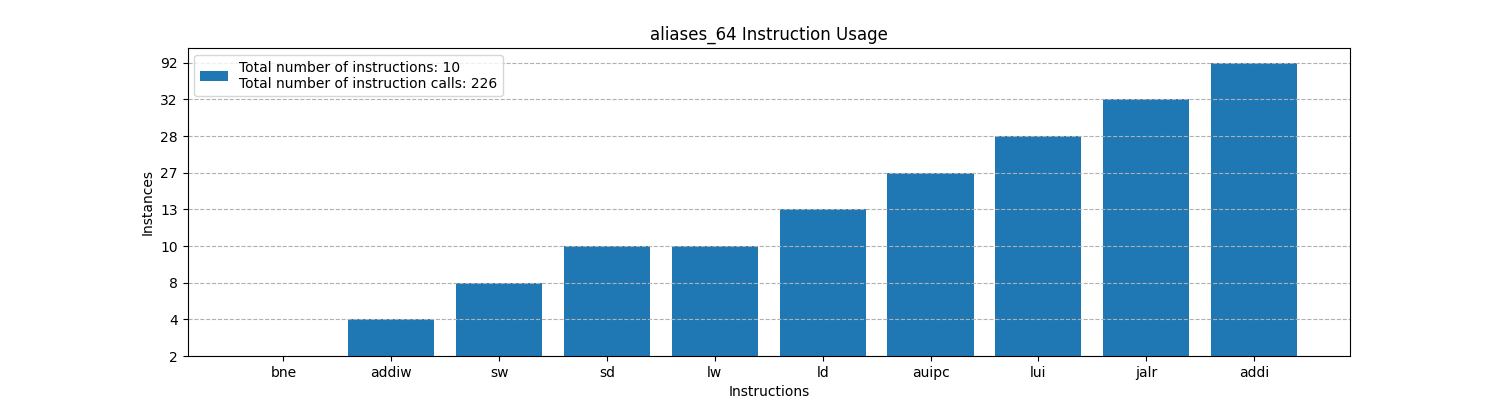 aliases_64 Instruction Usage
Total number of instructions: 10
Total number of instruction calls: 226
92
32
28
27
13
10
8
4
2
Instances
bne addiw sw sd lw ld auipc lui jalr addi
Instructions